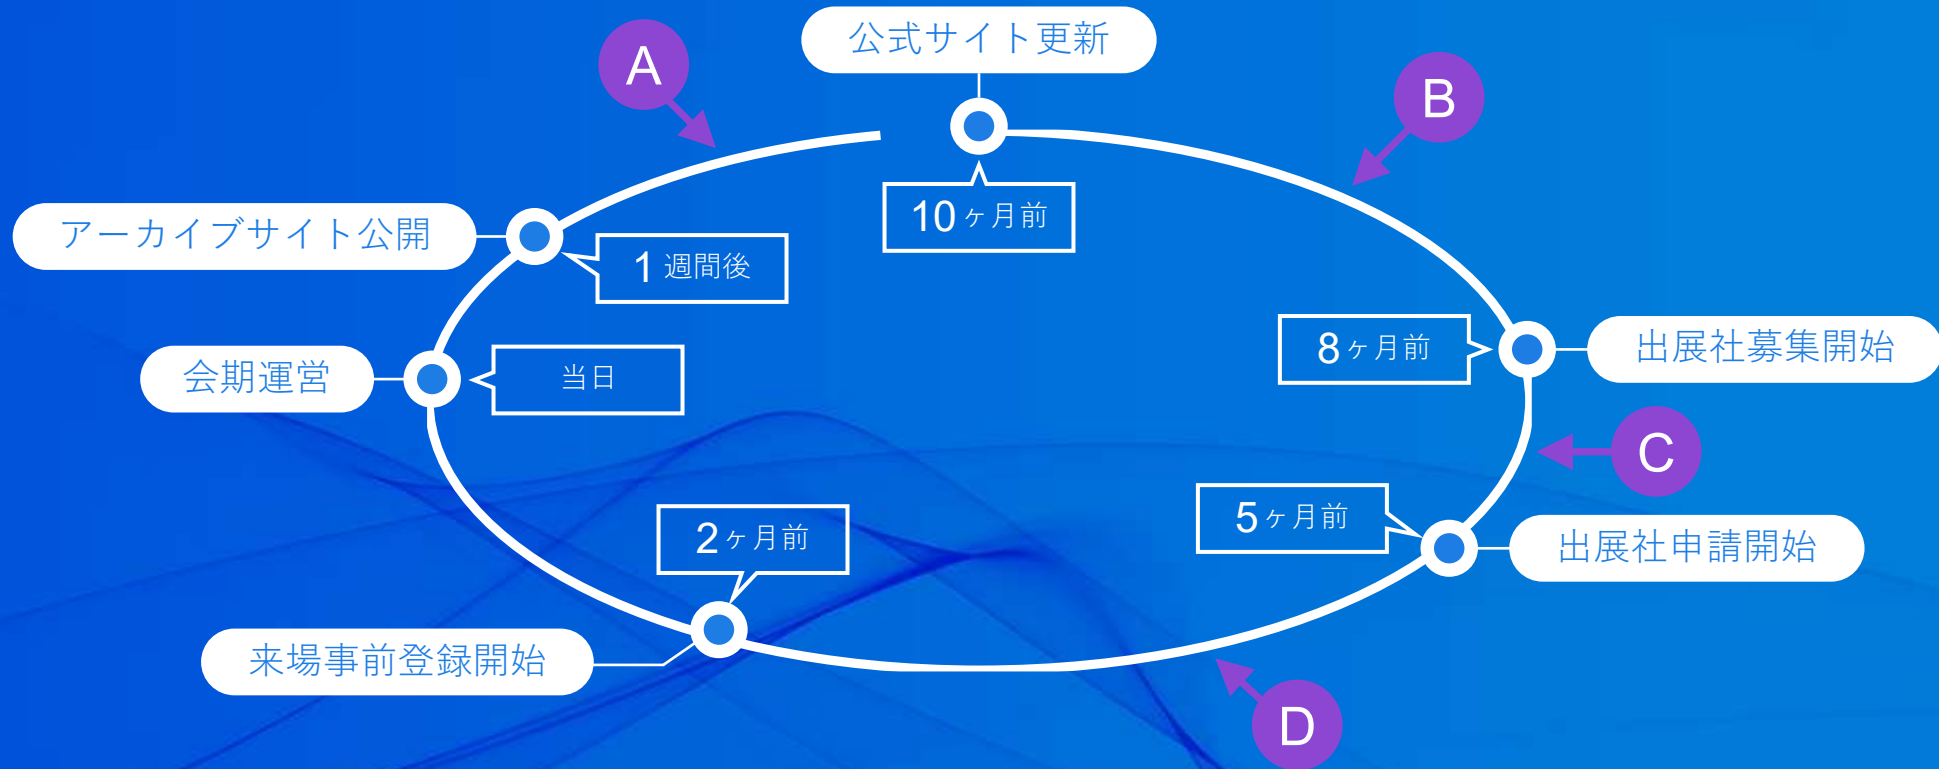 公式サイト更新
A
B
10ヶ月前
アーカイブサイト公開
1週間後
8ヶ月前
出展社募集開始
会期運営
当日
C
5ヶ月前
出展社申請開始
2ヶ月前
来場事前登録開始
D